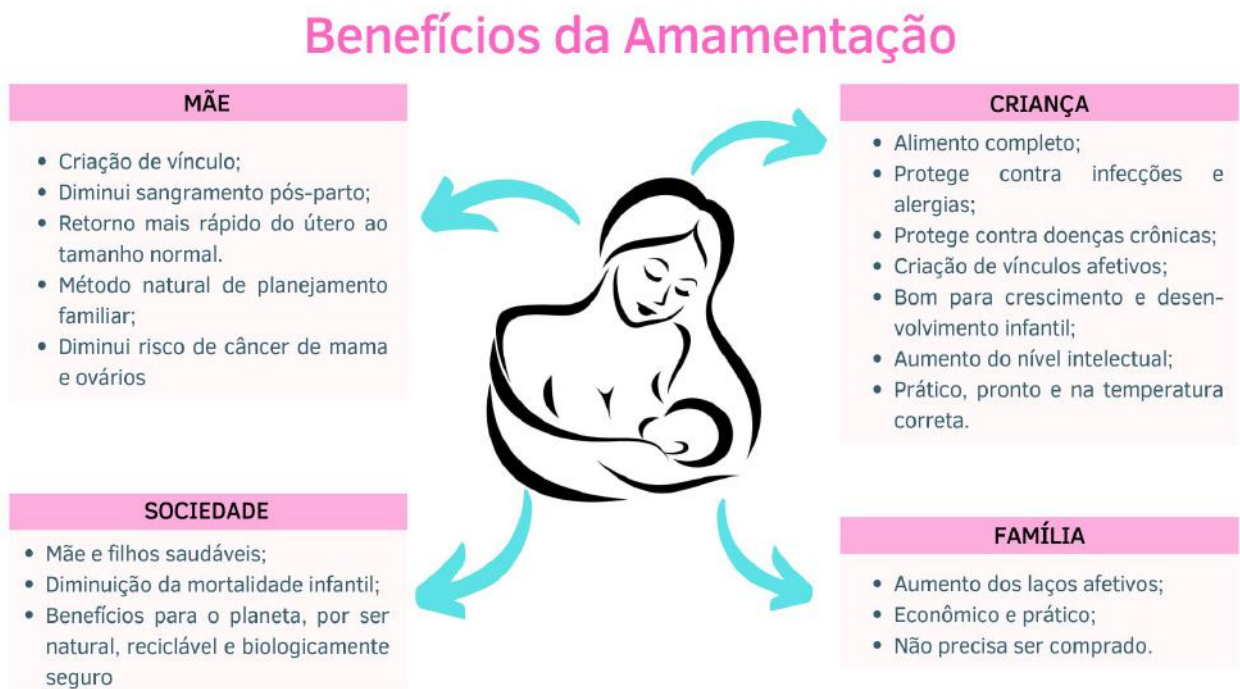 Benefícios da Amamentação
MÃE
• Criação de vínculo;
• Diminui sangramento pós-parto;
• Retorno mais rápido do útero ao
tamanho normal.
• Método natural de planejamento
familiar;
• Diminui risco de câncer de mama
e ovários
CRIANÇA
• Alimento completo;
• Protege contra infecções e
alergias;
• Protege contra doenças crônicas;
• Criação de vínculos afetivos;
• Bom para crescimento e desen-
volvimento infantil;
• Aumento do nível intelectual;
• Prático, pronto e na temperatura
correta.
SOCIEDADE
• Mãe e filhos saudáveis;
• Diminuição da mortalidade infantil;
• Benefícios para o planeta, por ser
natural, reciclável e biologicamente
seguro
FAMÍLIA
• Aumento dos laços afetivos;
• Econômico e prático;
• Não precisa ser comprado.